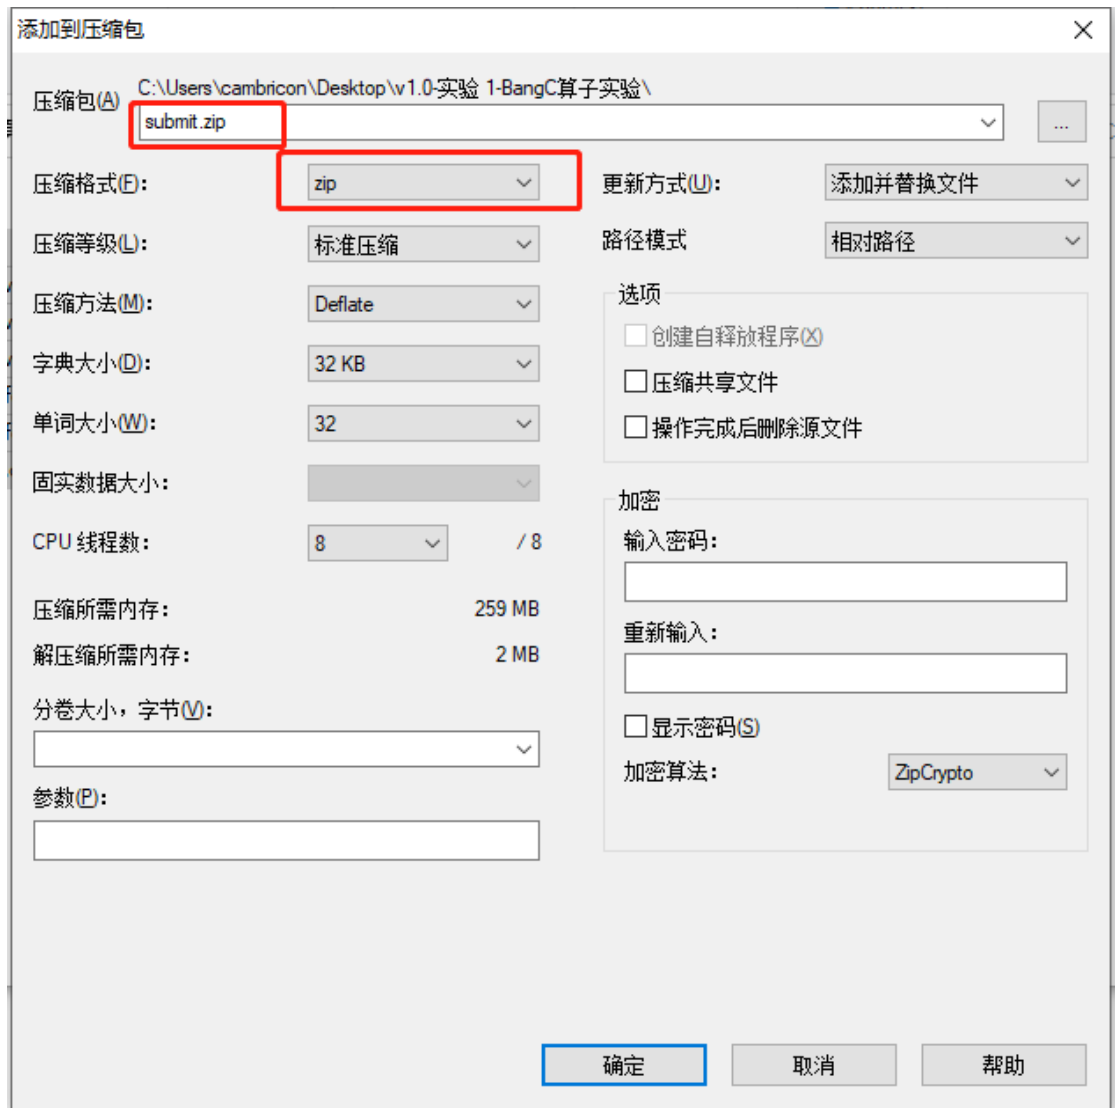 添加到压缩包
C:\Users\cambricon\Desktop\v1.0-实验 1-BangC算子实验\
压缩包(A)
submit.zip
...
压缩格式(F):
zip
更新方式(U):
添加并替换文件
压缩等级(L):
标准压缩
路径模式
相对路径
压缩方法(M):
Deflate
选项
创建自释放程序(X)
字典大小(D):
32 KB
压缩共享文件
单词大小(W):
32
操作完成后删除源文件
固实数据大小:
加密
CPU 线程数:
8
/ 8
输入密码:
压缩所需内存:
259 MB
重新输入:
解压缩所需内存:
2 MB
分卷大小，字节(V):
显示密码(S)
加密算法:
ZipCrypto
参数(P):
确定
取消
帮助